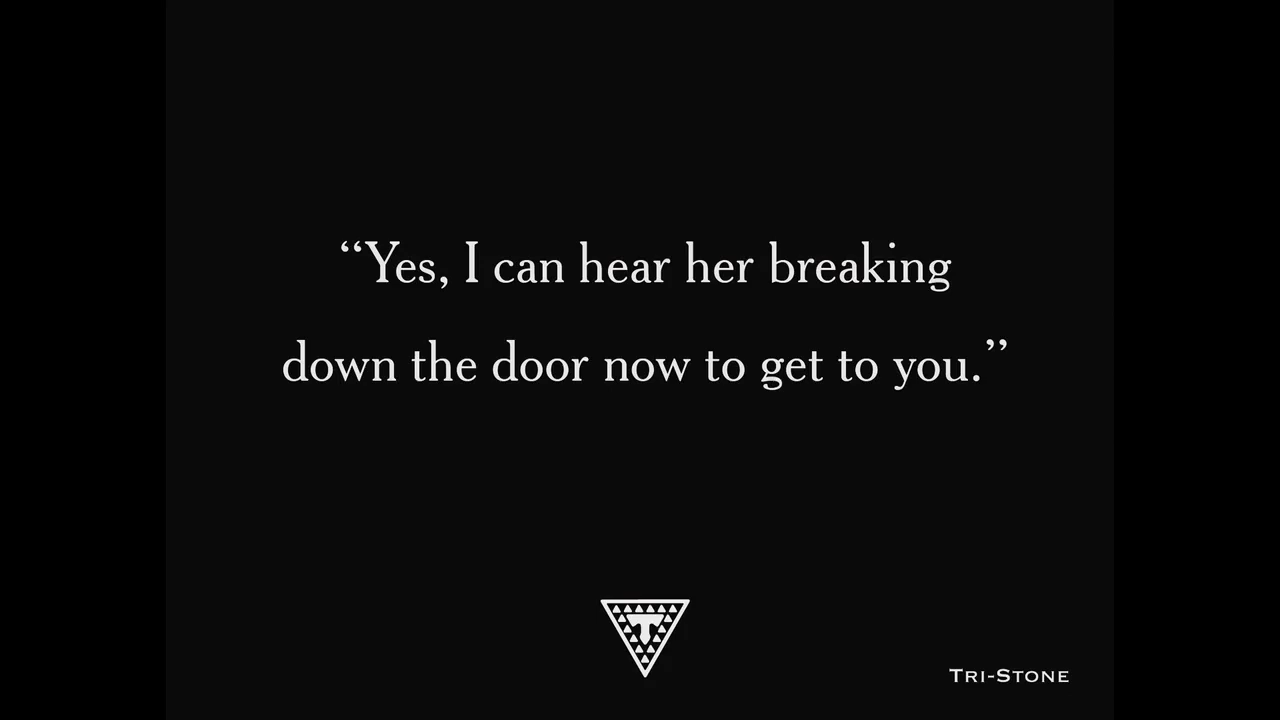 “Yes, I can hear her breaking
down the door now to get to you.”
T
Tri-Stone